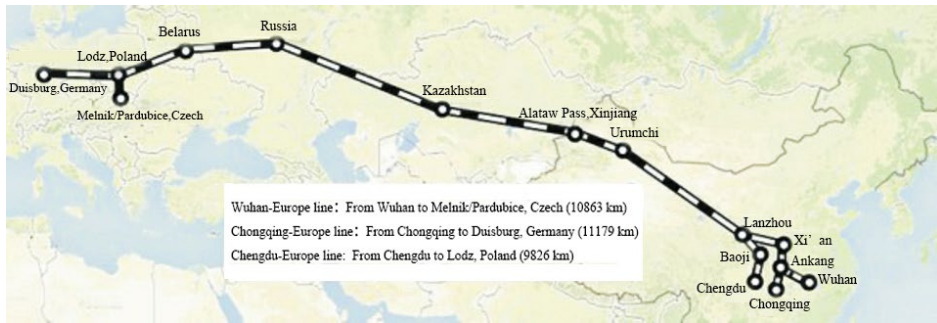 Russia
Belarus
Lodz,Poland
Duisburg,Germany
Melnik/Pardubice,Czech
Kazakhstan
Alataw Pass,Xinjiang
Urumchi
Wuhan-Europe line：From Wuhan to Melnik/Pardubice, Czech (10863 km)
Chongqing-Europe line：From Chongqing to Duisburg, Germany (11179 km)
Chengdu-Europe line: From Chengdu to Lodz, Poland (9826 km)
Lanzhou
Xi’an
Baoji
Ankang
Wuhan
Chengdu
Chongqing